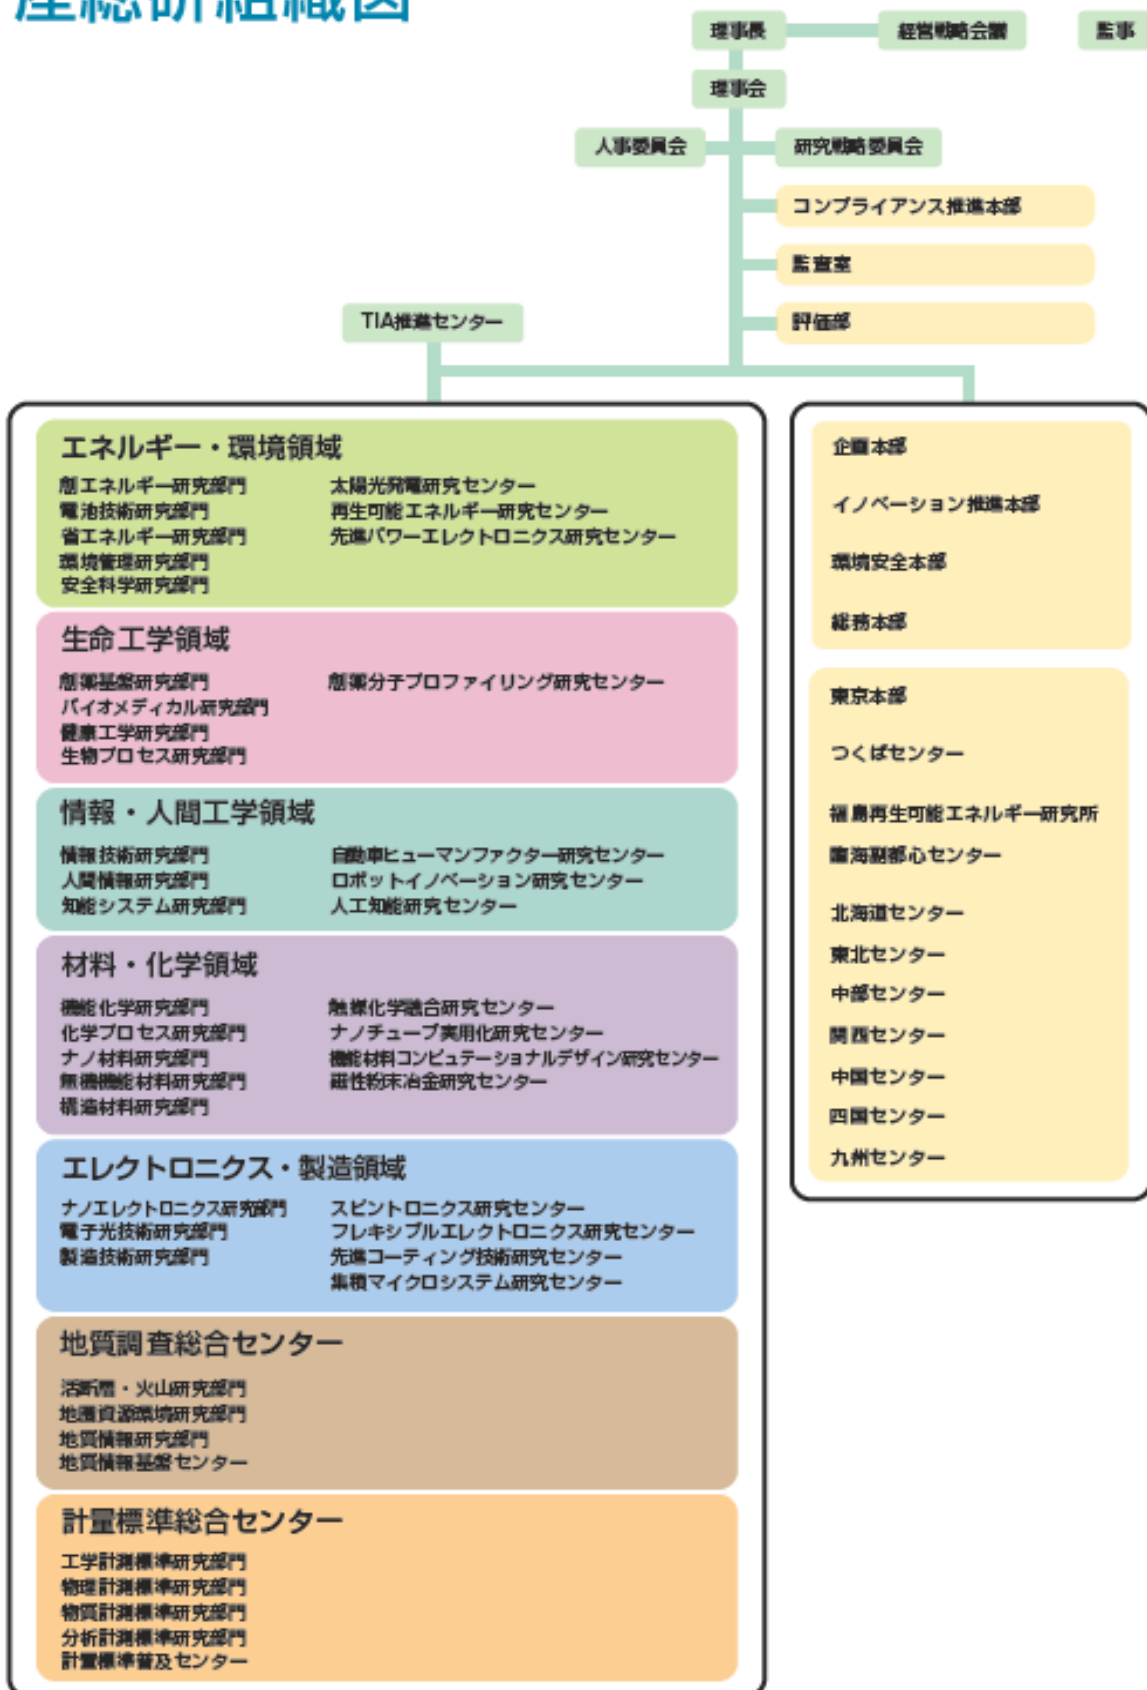 産総研組織図
理事長
経営戦略会議
監事
理事会
人事委員会
研究戦略委員会
コンプライアンス推進本部
監査室
評価部
TIA推進センター
エネルギー・環境領域
創エネルギー研究部門
電池技術研究部門
省エネルギー研究部門
環境管理研究部門
安全科学研究部門
太陽光発電研究センター
再生可能エネルギー研究センター
先進パワーエレクトロニクス研究センター
生命工学領域
創薬基盤研究部門
バイオメディカル研究部門
健康工学研究部門
生物プロセス研究部門
創薬分子プロファイリング研究センター
情報・人間工学領域
情報技術研究部門
人間情報研究部門
知能システム研究部門
自動車ヒューマンファクター研究センター
ロボットイノベーション研究センター
人工知能研究センター
材料・化学領域
機能化学研究部門
化学プロセス研究部門
ナノ材料研究部門
無機機能材料研究部門
構造材料研究部門
触媒化学融合研究センター
ナノチューブ実用化研究センター
機能材料コンピュテーショナルデザイン研究センター
磁性粉末冶金研究センター
エレクトロニクス・製造領域
ナノエレクトロニクス研究部門
電子光技術研究部門
製造技術研究部門
スピントロニクス研究センター
フレキシブルエレクトロニクス研究センター
先進コーティング技術研究センター
集積マイクロシステム研究センター
地質調査総合センター
活断層・火山研究部門
地圏資源環境研究部門
地質情報研究部門
地質情報基盤センター
計量標準総合センター
工学計測標準研究部門
物理計測標準研究部門
物質計測標準研究部門
分析計測標準研究部門
計量標準普及センター
企画本部
イノベーション推進本部
環境安全本部
総務本部
東京本部
つくばセンター
福島再生可能エネルギー研究所
臨海副都心センター
北海道センター
東北センター
中部センター
関西センター
中国センター
四国センター
九州センター